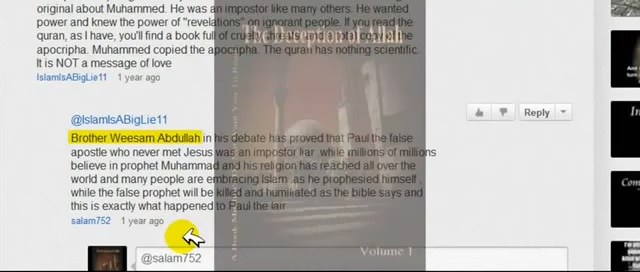 original about Muhammed. He was an impostor like many others. He wanted
power and knew the power of "revelations" on ignorant people. If you read the
quran, as I have, you'll find a book full of
apocripha. Muhammed copied the apocripha. The quran has nothing scientific.
It is NOT a message of love
IslamIsABigLie11 1 year ago
@IslamIsABigLie11
Reply
Brother Weesam Abdullah in his debate has proved that Paul the false
apostle who never met Jesus was an impostor liar .while millions of millions
believe in prophet Muhammad and his religion has reached all over the
world and many people are embracing Islam .as he prophesied himself .
while the false prophet will be killed and humiliated as the bible says and
this is exactly what happened to Paul the lair
salam752 1 year ago
@salam752
Volume 1